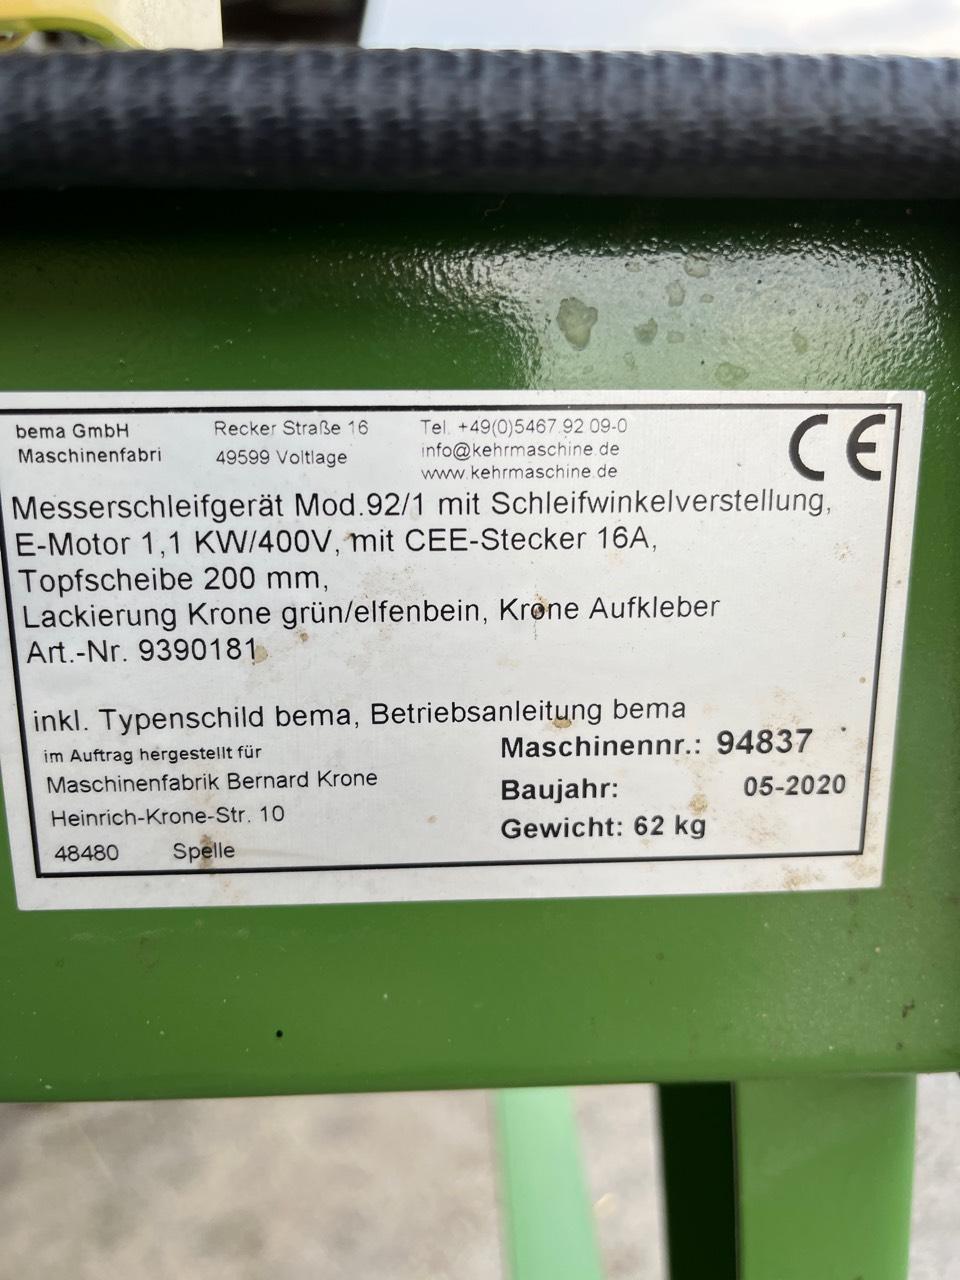 bema GmbH
Maschinenfabri
Recker Straße 16
49599 Voltlage
Tel. +49(0)5467 92 09-0
info@kehrmaschine.de
www.kehrmaschine.de
CE
Messerschleifgerät Mod.92/1 mit Schleifwinkelverstellung,
E-Motor 1,1 KW/400V, mit CEE-Stecker 16A,
Topfscheibe 200 mm,
Lackierung Krone grün/elfenbein, Krone Aufkleber
Art.-Nr. 9390181
inkl. Typenschild bema, Betriebsanleitung bema
im Auftrag hergestellt für
Maschinenfabrik Bernard Krone
Heinrich-Krone-Str. 10
48480 Spelle
Maschinennr.: 94837
Baujahr: 05-2020
Gewicht: 62 kg